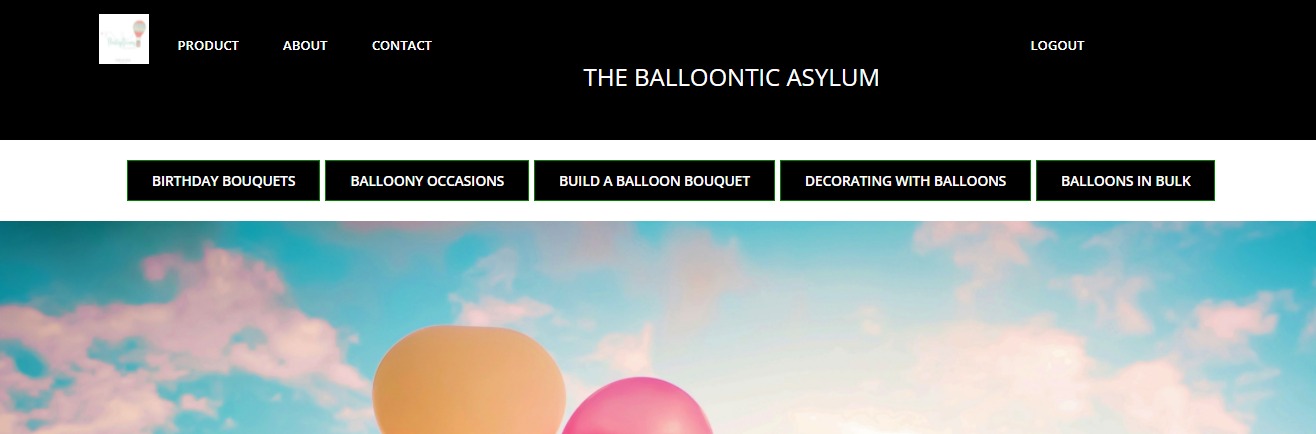 PRODUCT ABOUT CONTACT LOGOUT
THE BALLOONTIC ASYLUM
BIRTHDAY BOUQUETS BALLOONY OCCASIONS BUILD A BALLOON BOUQUET DECORATING WITH BALLOONS BALLOONS IN BULK